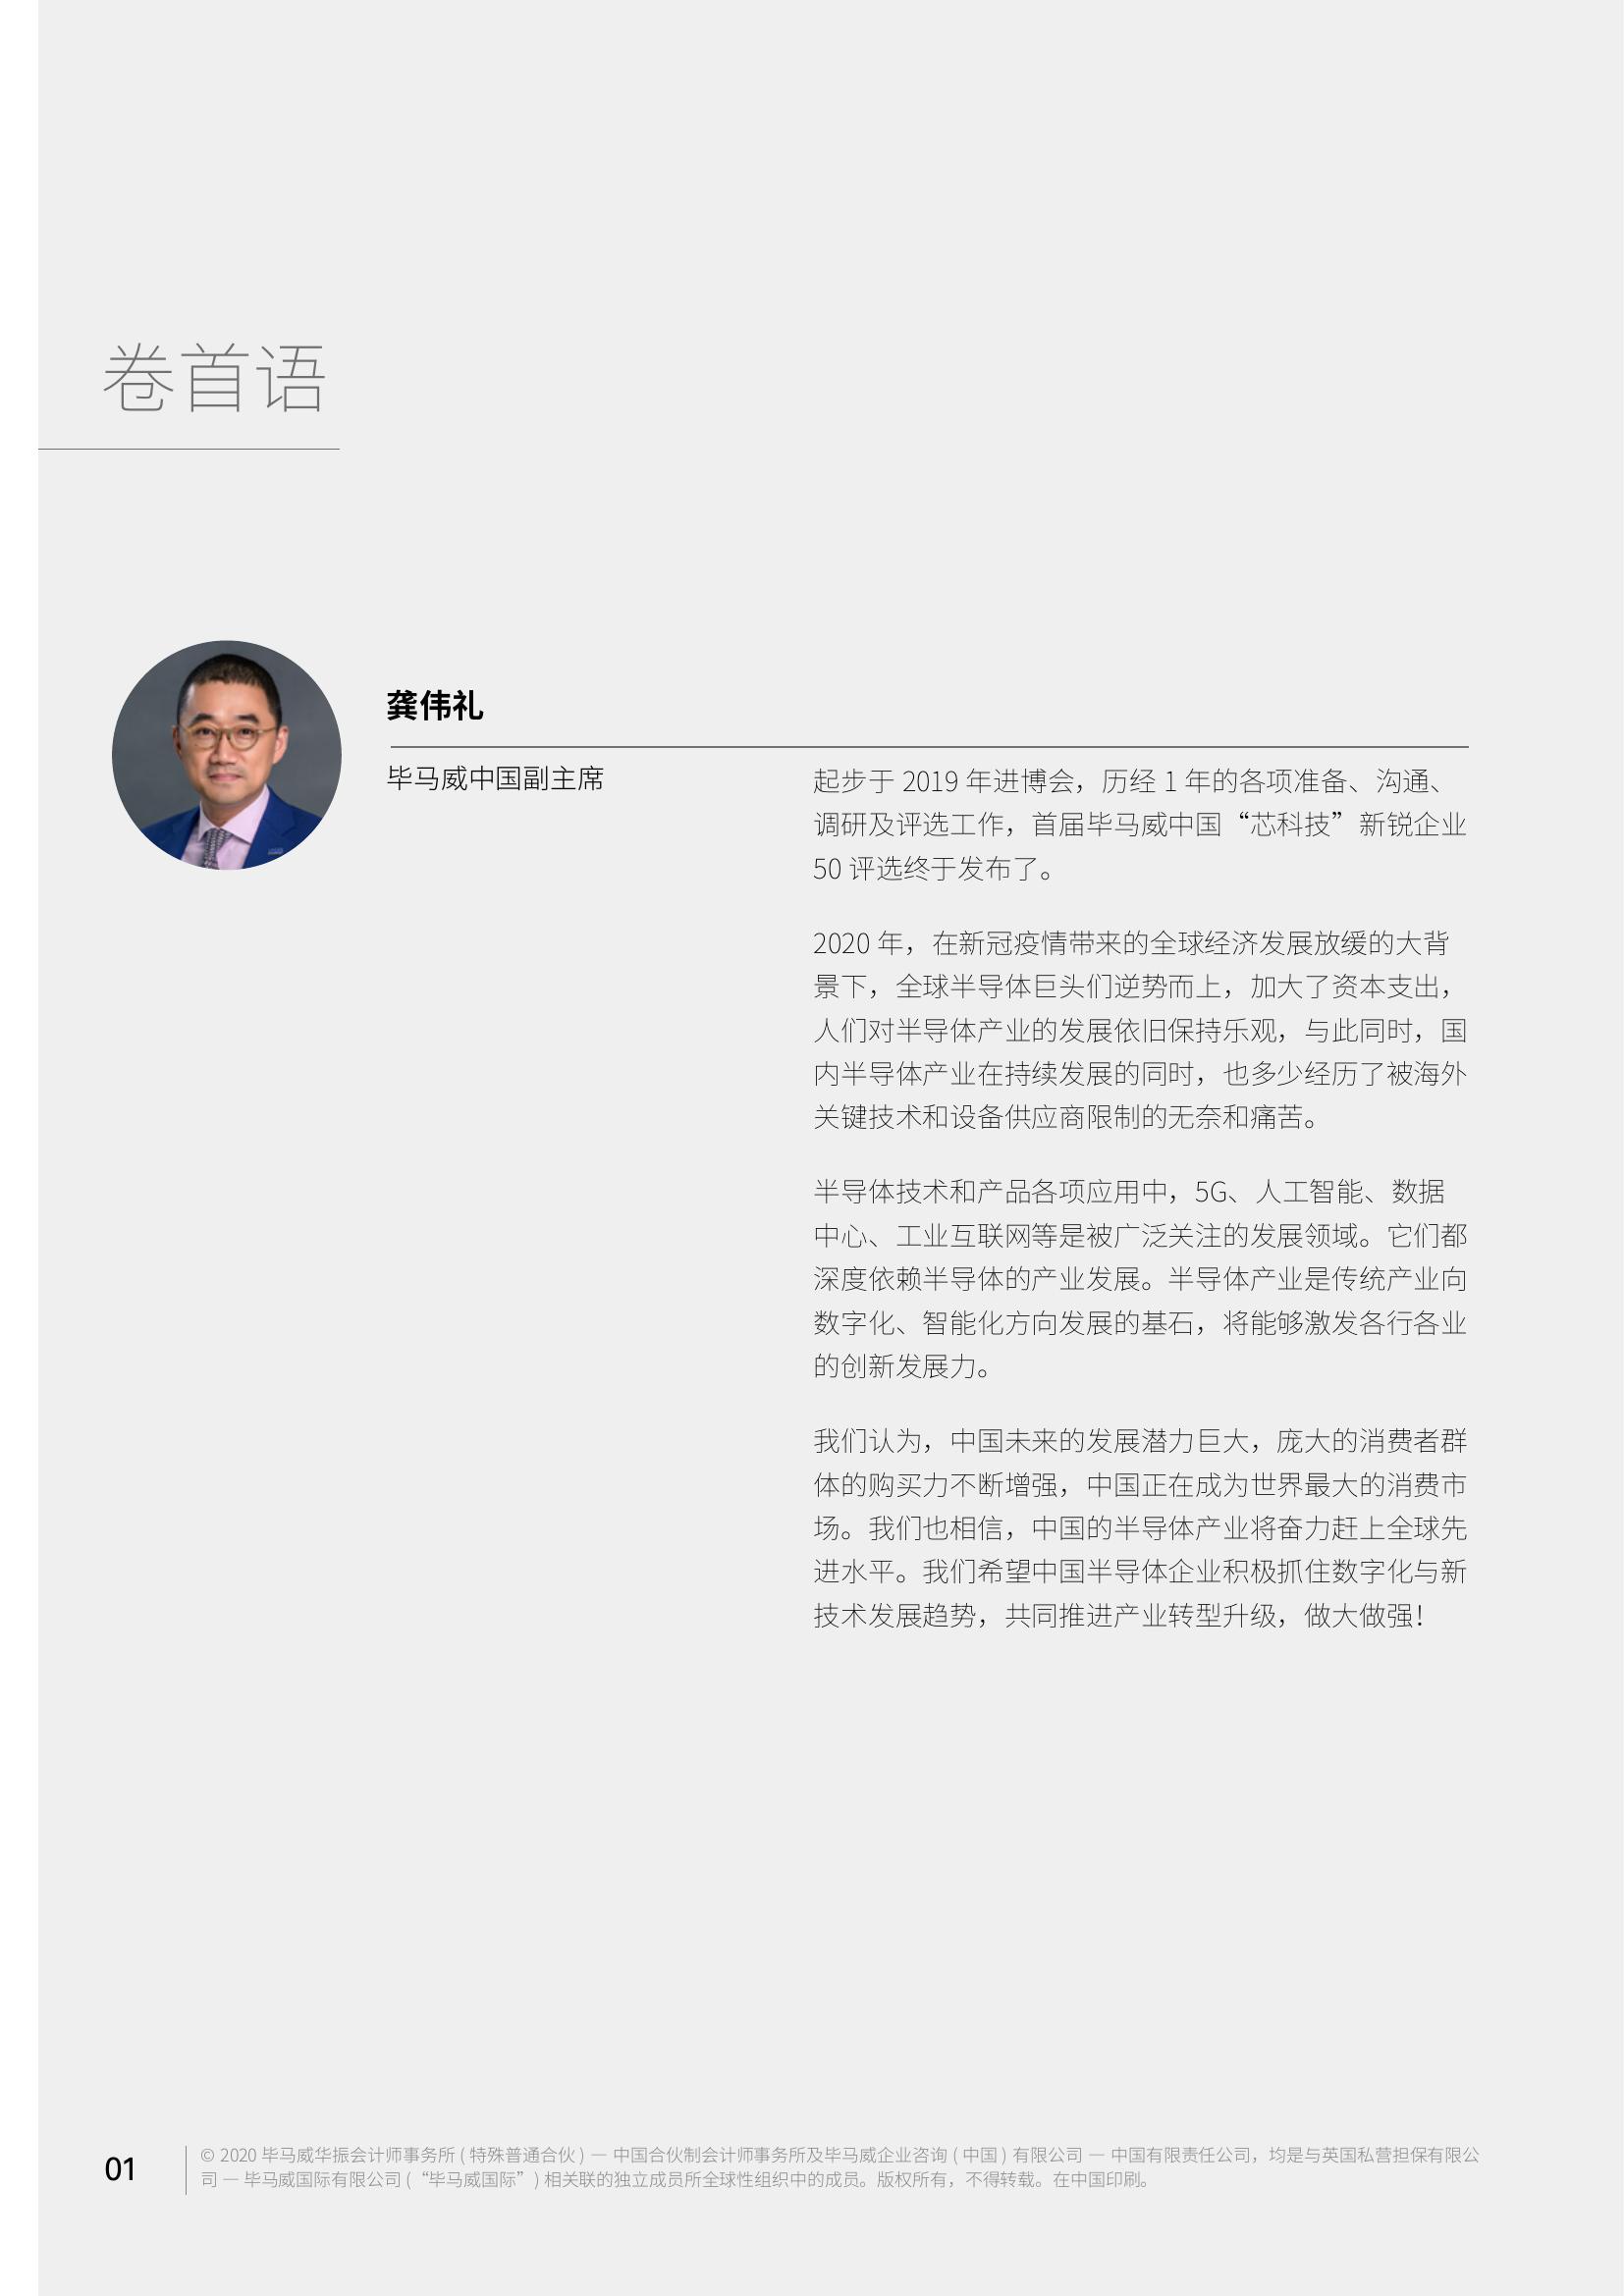 卷首语
龚伟礼
毕马威中国副主席
起步于 2019 年进博会，历经 1 年的各项准备、沟通、
调研及评选工作，首届毕马威中国“芯科技”新锐企业
50 评选终于发布了。
2020 年，在新冠疫情带来的全球经济发展放缓的大背
景下，全球半导体巨头们逆势而上，加大了资本支出，
人们对半导体产业的发展依旧保持乐观，与此同时，国
内半导体产业在持续发展的同时，也多少经历了被海外
关键技术和设备供应商限制的无奈和痛苦。
半导体技术和产品各项应用中，5G、人工智能、数据
中心、工业互联网等是被广泛关注的发展领域。它们都
深度依赖半导体的产业发展。半导体产业是传统产业向
数字化、智能化方向发展的基石，将能够激发各行各业
的创新发展力。
我们认为，中国未来的发展潜力巨大，庞大的消费者群
体的购买力不断增强，中国正在成为世界最大的消费市
场。我们也相信，中国的半导体产业将奋力赶上全球先
进水平。我们希望中国半导体企业积极抓住数字化与新
技术发展趋势，共同推进产业转型升级，做大做强！
01
© 2020 毕马威华振会计师事务所 ( 特殊普通合伙 ) — 中国合伙制会计师事务所及毕马威企业咨询 ( 中国 ) 有限公司 — 中国有限责任公司，均是与英国私营担保有限公
司 — 毕马威国际有限公司 (“毕马威国际”) 相关联的独立成员所全球性组织中的成员。版权所有，不得转载。在中国印刷。